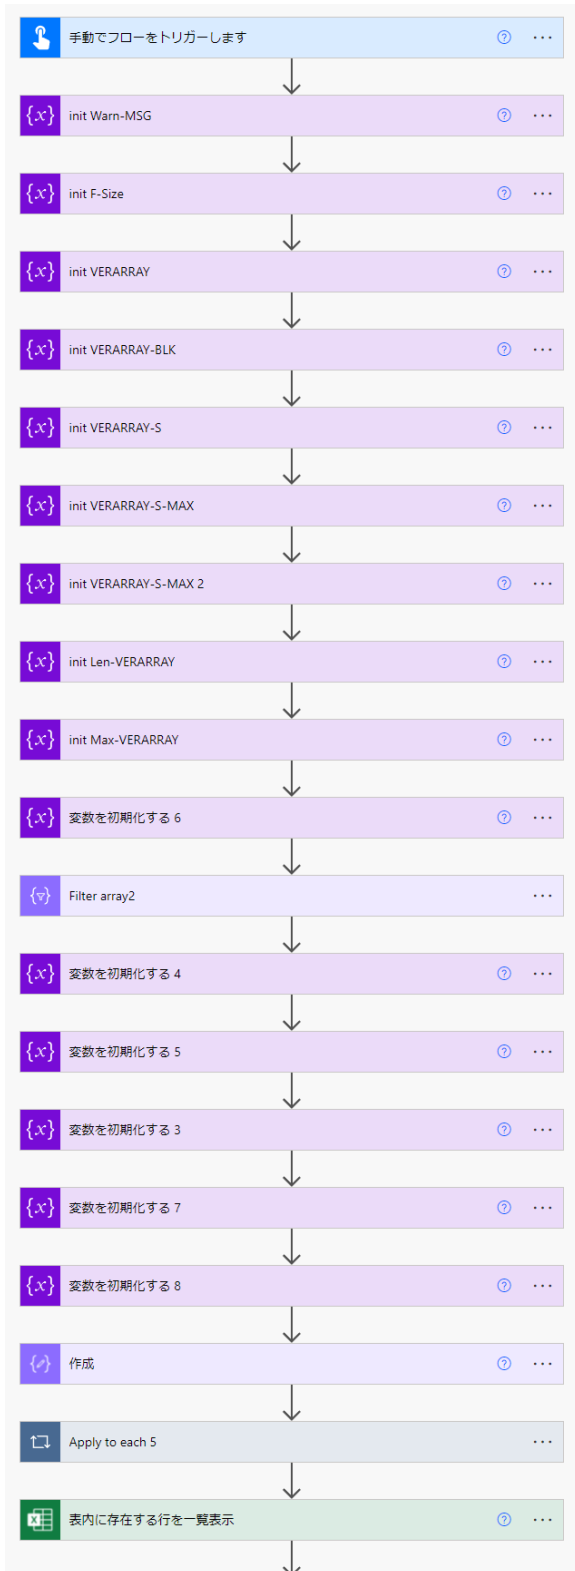 手動でフローをトリガーします
{x} init Warn-MSG
{x} init F-Size
{x} init VERARRAY
{x} init VERARRAY-BLK
{x} init VERARRAY-S
{x} init VERARRAY-S-MAX
{x} init VERARRAY-S-MAX 2
{x} init Len-VERARRAY
{x} init Max-VERARRAY
{x} 変数を初期化する 6
Filter array2
{x} 変数を初期化する 4
{x} 変数を初期化する 5
{x} 変数を初期化する 3
{x} 変数を初期化する 7
{x} 変数を初期化する 8
作成
Apply to each 5
表内に存在する行を一覧表示